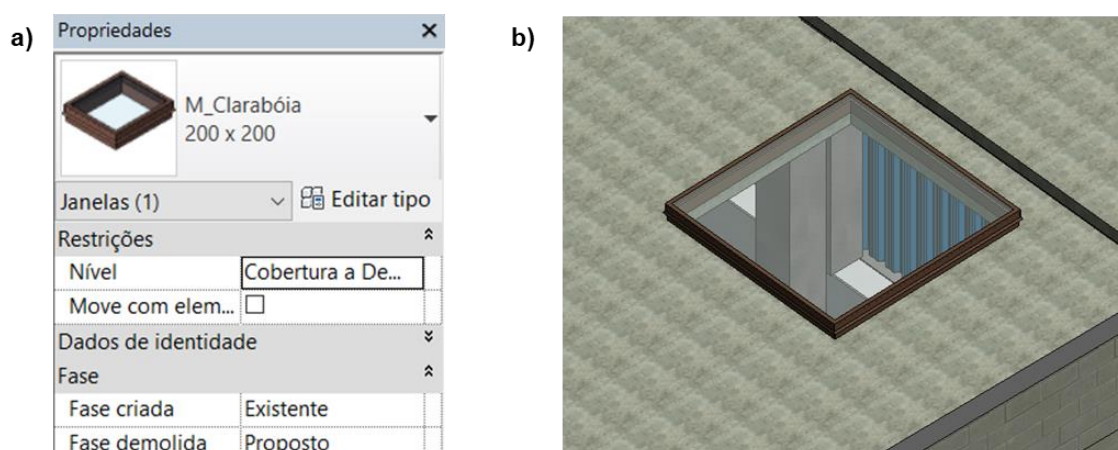 a)
Propriedades
M_Clarabóia
200 x 200
Janelas (1)
Editar tipo
Restrições
Nível Cobertura a De...
Move com elem...
Dados de identidade
Fase
Fase criada Existente
Fase demolida Proposto
b)